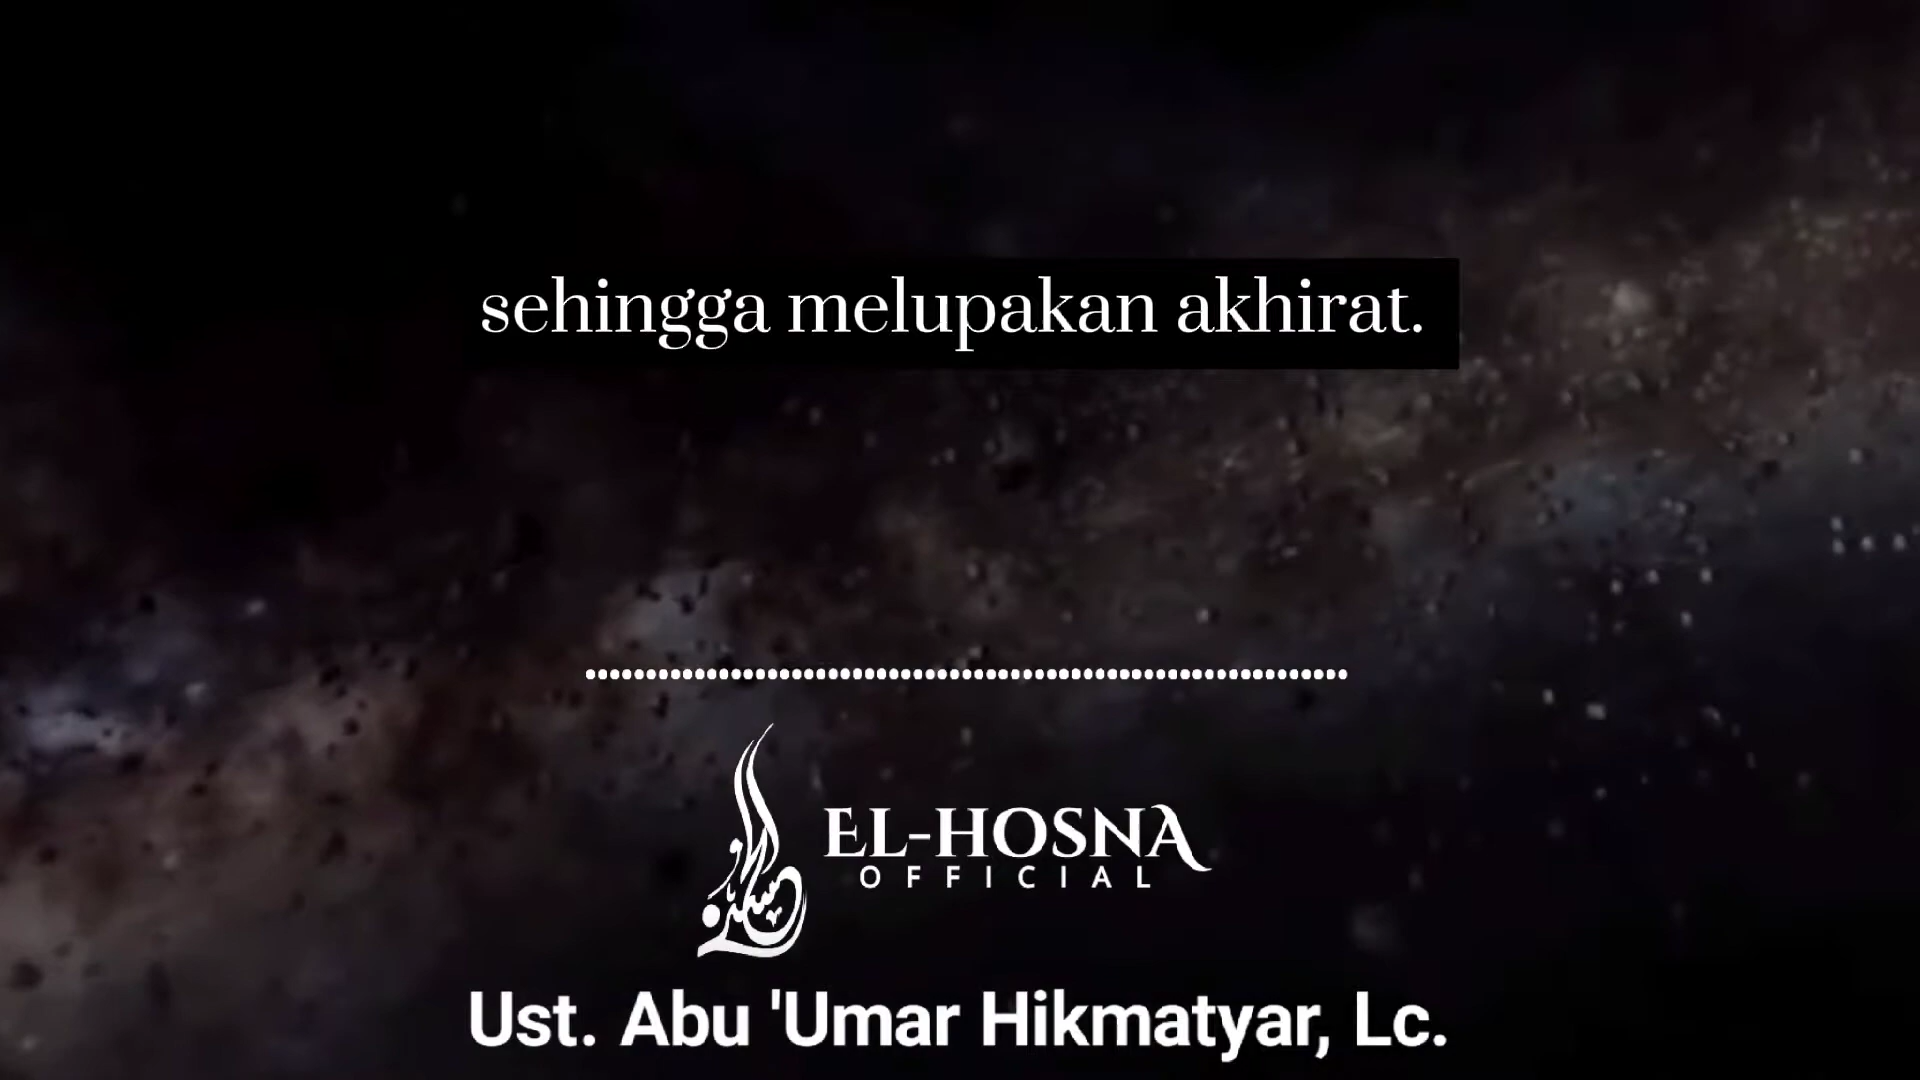 sehingga melupakan akhirat.
EL-HOSNA
OFFICIAL
Ust. Abu 'Umar Hikmatyar, Lc.